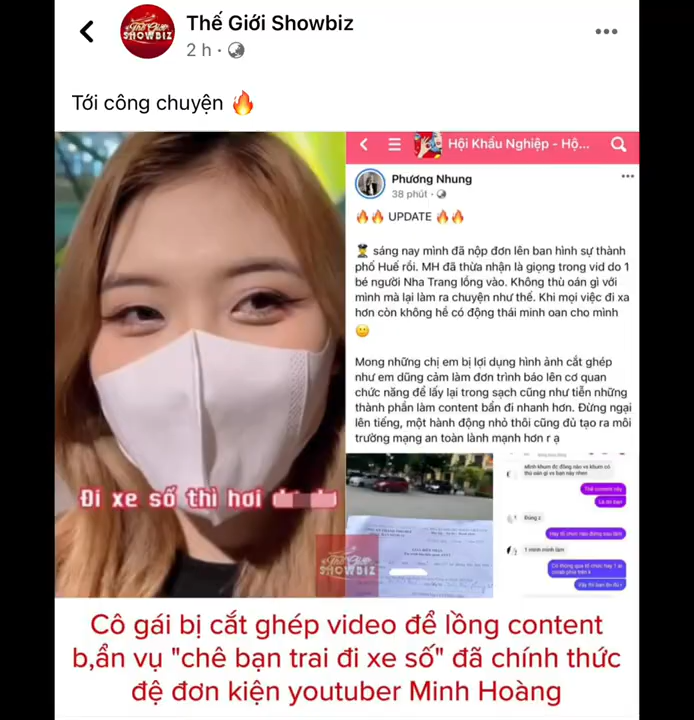 Thế Giới Showbiz
2 h
Tới công chuyện 🔥
Hội Khẩu Nghiệp - Hộ...
Phương Nhung
38 phút
🔥🔥 UPDATE 🔥🔥
sáng nay mình đã nộp đơn lên ban hình sự thành
phố Huế rồi. MH đã thừa nhận là giọng trong vid do 1
bé người Nha Trang lồng vào. Không thù oán gì với
mình mà lại làm ra chuyện như thế. Khi mọi việc đi xa
hơn còn không hề có động thái minh oan cho mình
🙂
Mong những chị em bị lợi dụng hình ảnh cắt ghép
như em dũng cảm làm đơn trình báo lên cơ quan
chức năng để lấy lại trong sạch cũng như tiễn những
thành phần làm content bẩn đi nhanh hơn. Đừng ngại
lên tiếng, một hành động nhỏ thôi cũng đủ tạo ra môi
trường mạng an toàn lành mạnh hơn r ạ
Đi xe số thì hơi
Thế Giới
SHOWBIZ
Cô gái bị cắt ghép video để lồng content
b,ẩn vụ "chê bạn trai đi xe số" đã chính thức
đệ đơn kiện youtuber Minh Hoàng